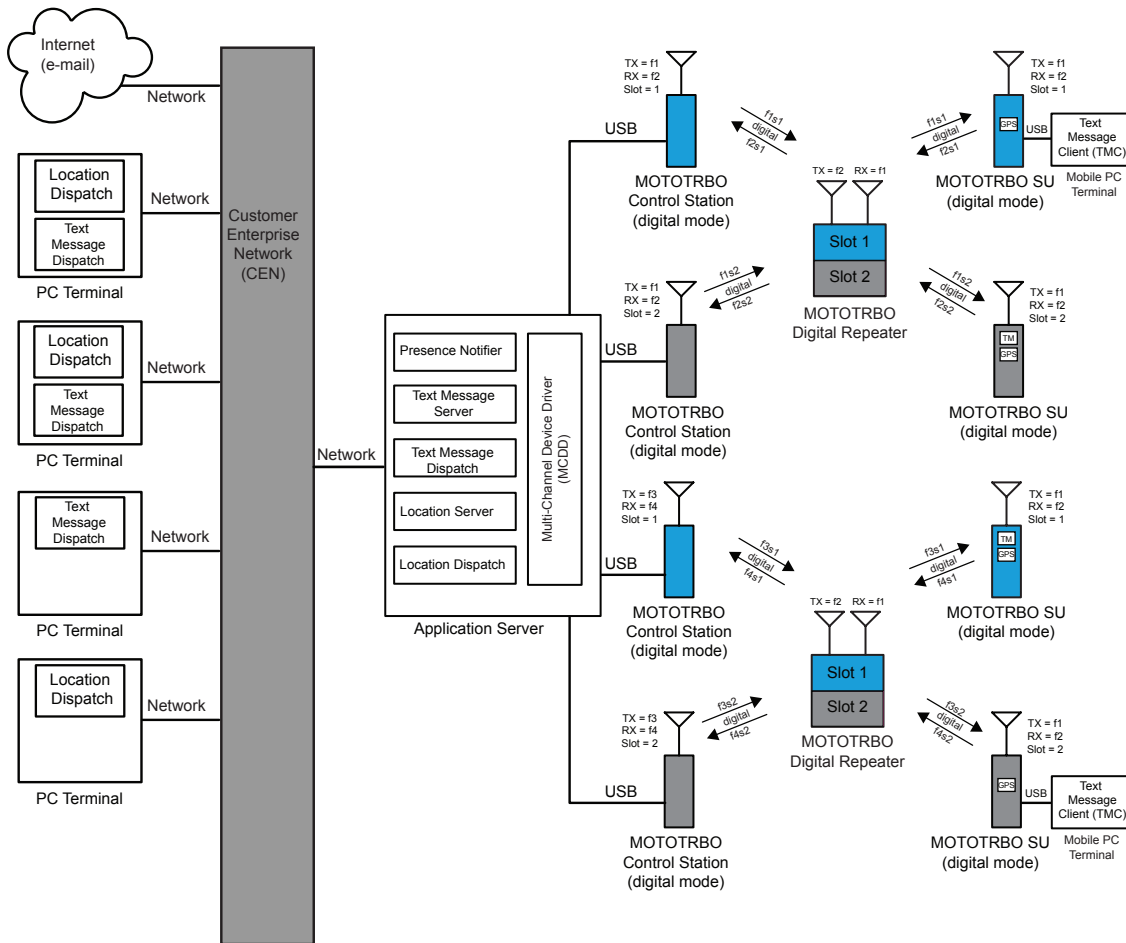 Internet
(e-mail)
Network
Location
Dispatch
Text
Message
Dispatch
PC Terminal
Network
Location
Dispatch
Text
Message
Dispatch
PC Terminal
Network
Text
Message
Dispatch
PC Terminal
Network
Location
Dispatch
PC Terminal
Network
Customer
Enterprise
Network
(CEN)
Network
Presence Notifier
Text Message
Server
Text Message
Dispatch
Location Server
Location Dispatch
Multi-Channel Device Driver
(MCDD)
Application Server
USB
TX = f1
RX = f2
Slot = 1
MOTOTRBO
Control Station
(digital mode)
f1s1
digital
f2s1
USB
TX = f1
RX = f2
Slot = 2
MOTOTRBO
Control Station
(digital mode)
f1s2
digital
f2s2
TX = f2
RX = f1
Slot 1
Slot 2
MOTOTRBO
Digital Repeater
f1s1
digital
f2s1
TX = f1
RX = f2
Slot = 1
GPS
USB
Text
Message
Client (TMC)
Mobile PC
Terminal
MOTOTRBO SU
(digital mode)
f1s2
digital
f2s2
TX = f1
RX = f2
Slot = 2
TM
GPS
MOTOTRBO SU
(digital mode)
USB
TX = f3
RX = f4
Slot = 1
MOTOTRBO
Control Station
(digital mode)
f3s1
digital
f4s1
USB
TX = f3
RX = f4
Slot = 2
MOTOTRBO
Control Station
(digital mode)
f3s2
digital
f4s2
TX = f2
RX = f1
Slot 1
Slot 2
MOTOTRBO
Digital Repeater
f3s1
digital
f4s1
TX = f1
RX = f2
Slot = 1
TM
GPS
MOTOTRBO SU
(digital mode)
f3s2
digital
f4s2
TX = f1
RX = f2
Slot = 2
GPS
USB
Text
Message
Client (TMC)
Mobile PC
Terminal
MOTOTRBO SU
(digital mode)